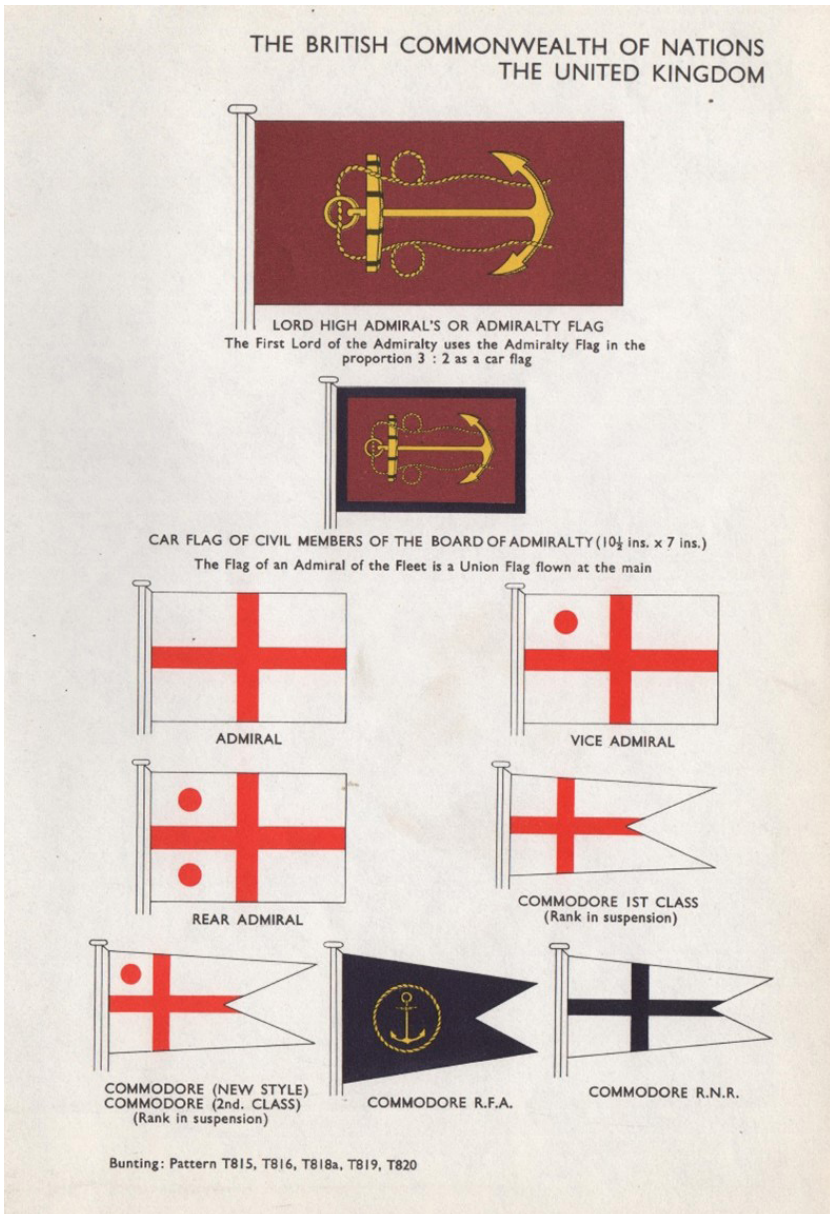 THE BRITISH COMMONWEALTH OF NATIONS
THE UNITED KINGDOM
LORD HIGH ADMIRAL'S OR ADMIRALTY FLAG
The First Lord of the Admiralty uses the Admiralty Flag in the
proportion 3 : 2 as a car flag
CAR FLAG OF CIVIL MEMBERS OF THE BOARD OF ADMIRALTY (10½ ins. x 7 ins.)
The Flag of an Admiral of the Fleet is a Union Flag flown at the main
ADMIRAL
VICE ADMIRAL
REAR ADMIRAL
COMMODORE IST CLASS
(Rank in suspension)
COMMODORE (NEW STYLE)
COMMODORE (2nd. CLASS)
(Rank in suspension)
COMMODORE R.F.A.
COMMODORE R.N.R.
Bunting: Pattern T815, T816, T818a, T819, T820